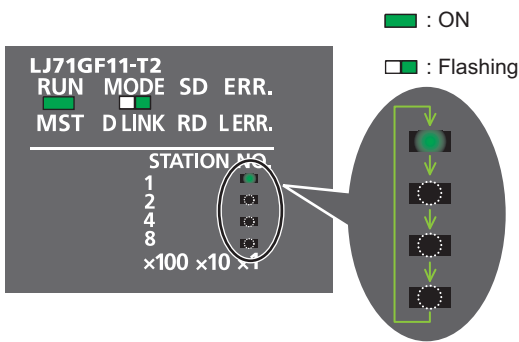 : ON
: Flashing
LJ71GF11-T2
RUN MODE SD ERR.
MST D LINK RD L ERR.
STATION NO.
1
2
4
8
×100 ×10 ×1